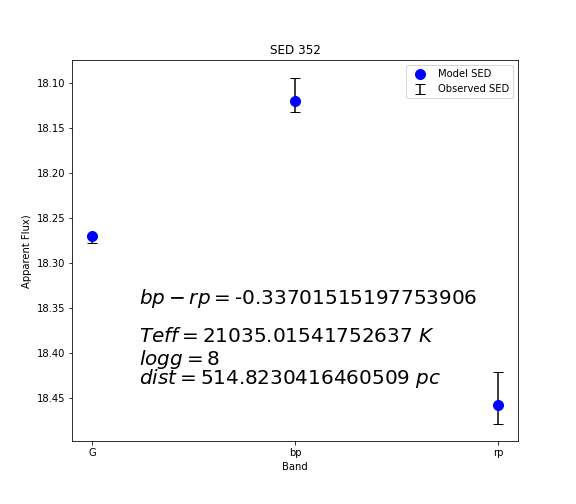 SED 352
Model SED
Observed SED
18.10
18.15
18.20
18.25
18.30
18.35
18.40
18.45
Apparent Flux)
bp − rp = -0.33701515197753906
Teff = 21035.01541752637 K
logg = 8
dist = 514.8230416460509 pc
G bp rp
Band